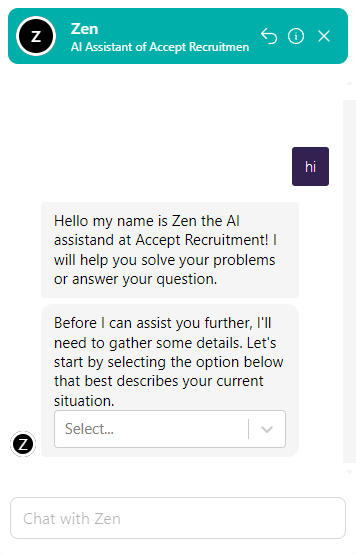 Z
Zen
AI Assistant of Accept Recruitmen
hi
Hello my name is Zen the AI
assistand at Accept Recruitment! I
will help you solve your problems
or answer your question.
Before I can assist you further, I'll
need to gather some details. Let's
start by selecting the option below
that best describes your current
situation.
Select...
Z
Chat with Zen